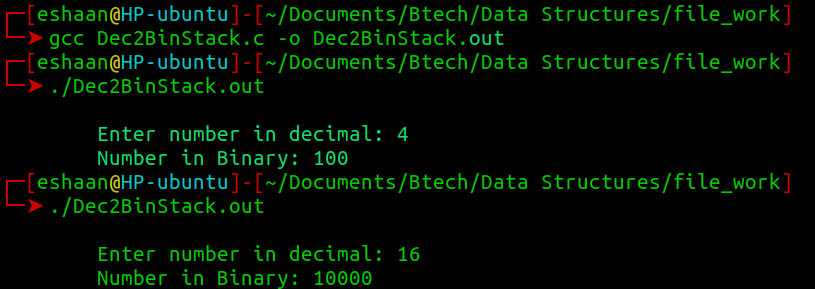 [eshaan@HP-ubuntu]-[~/Documents/Btech/Data Structures/file_work]
gcc Dec2BinStack.c -o Dec2BinStack.out
[eshaan@HP-ubuntu]-[~/Documents/Btech/Data Structures/file_work]
./Dec2BinStack.out
Enter number in decimal: 4
Number in Binary: 100
[eshaan@HP-ubuntu]-[~/Documents/Btech/Data Structures/file_work]
./Dec2BinStack.out
Enter number in decimal: 16
Number in Binary: 10000